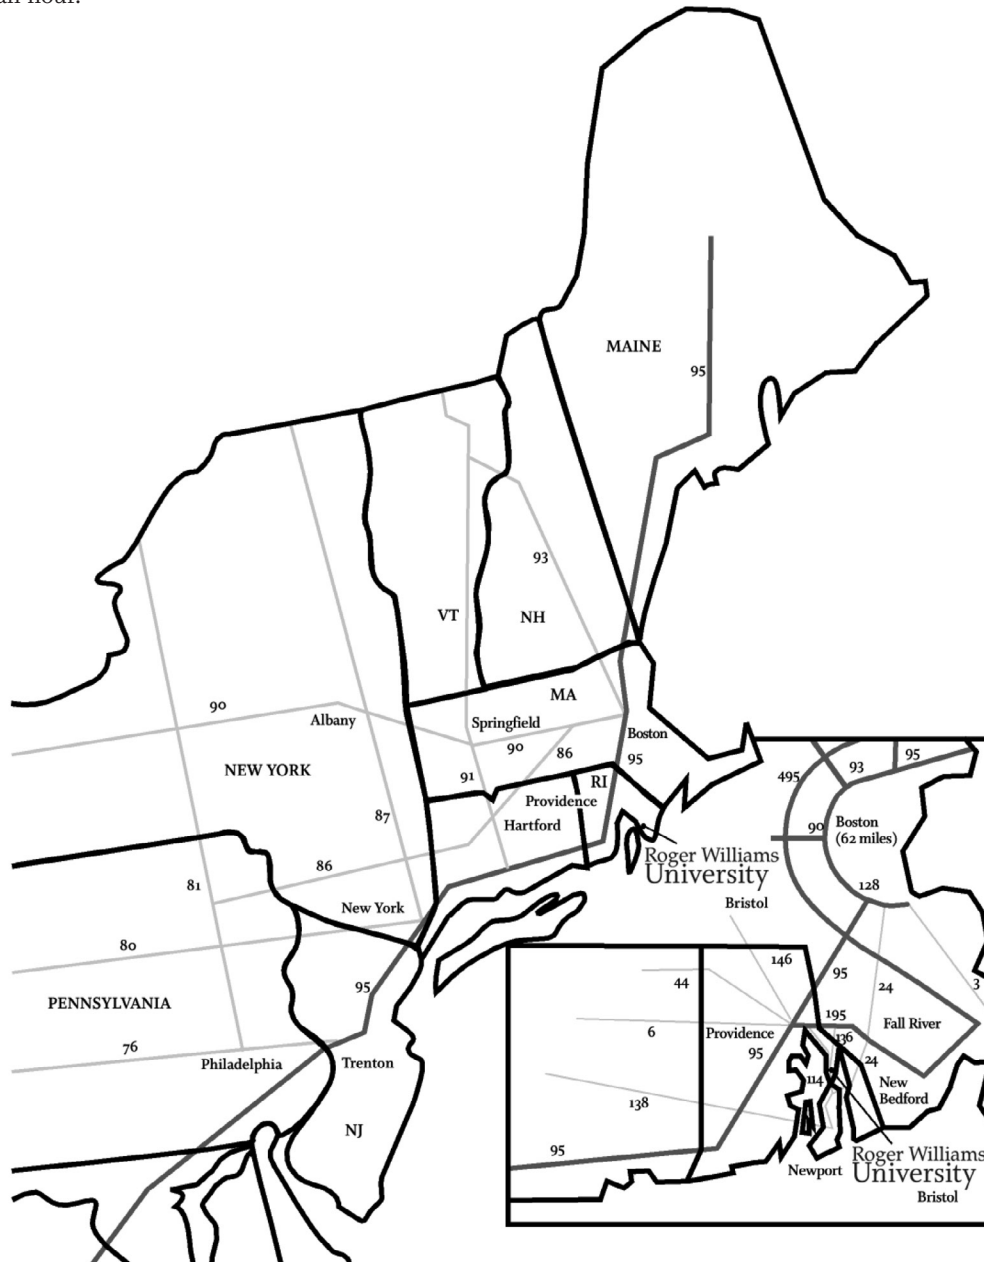 an hour.
MAINE
95
93
VT
NH
MA
90
Albany
Springfield
90
86
Boston
95
NEW YORK
91
RI
Providence
Hartford
87
86
81
New York
Roger Williams
University
Bristol
80
95
PENNSYLVANIA
76
Philadelphia
Trenton
NJ
495
93
95
90
Boston
(62 miles)
128
146
95
44
24
3
195
Fall River
6
Providence
136
95
24
114
New
Bedford
138
95
Newport
Roger Williams
University
Bristol